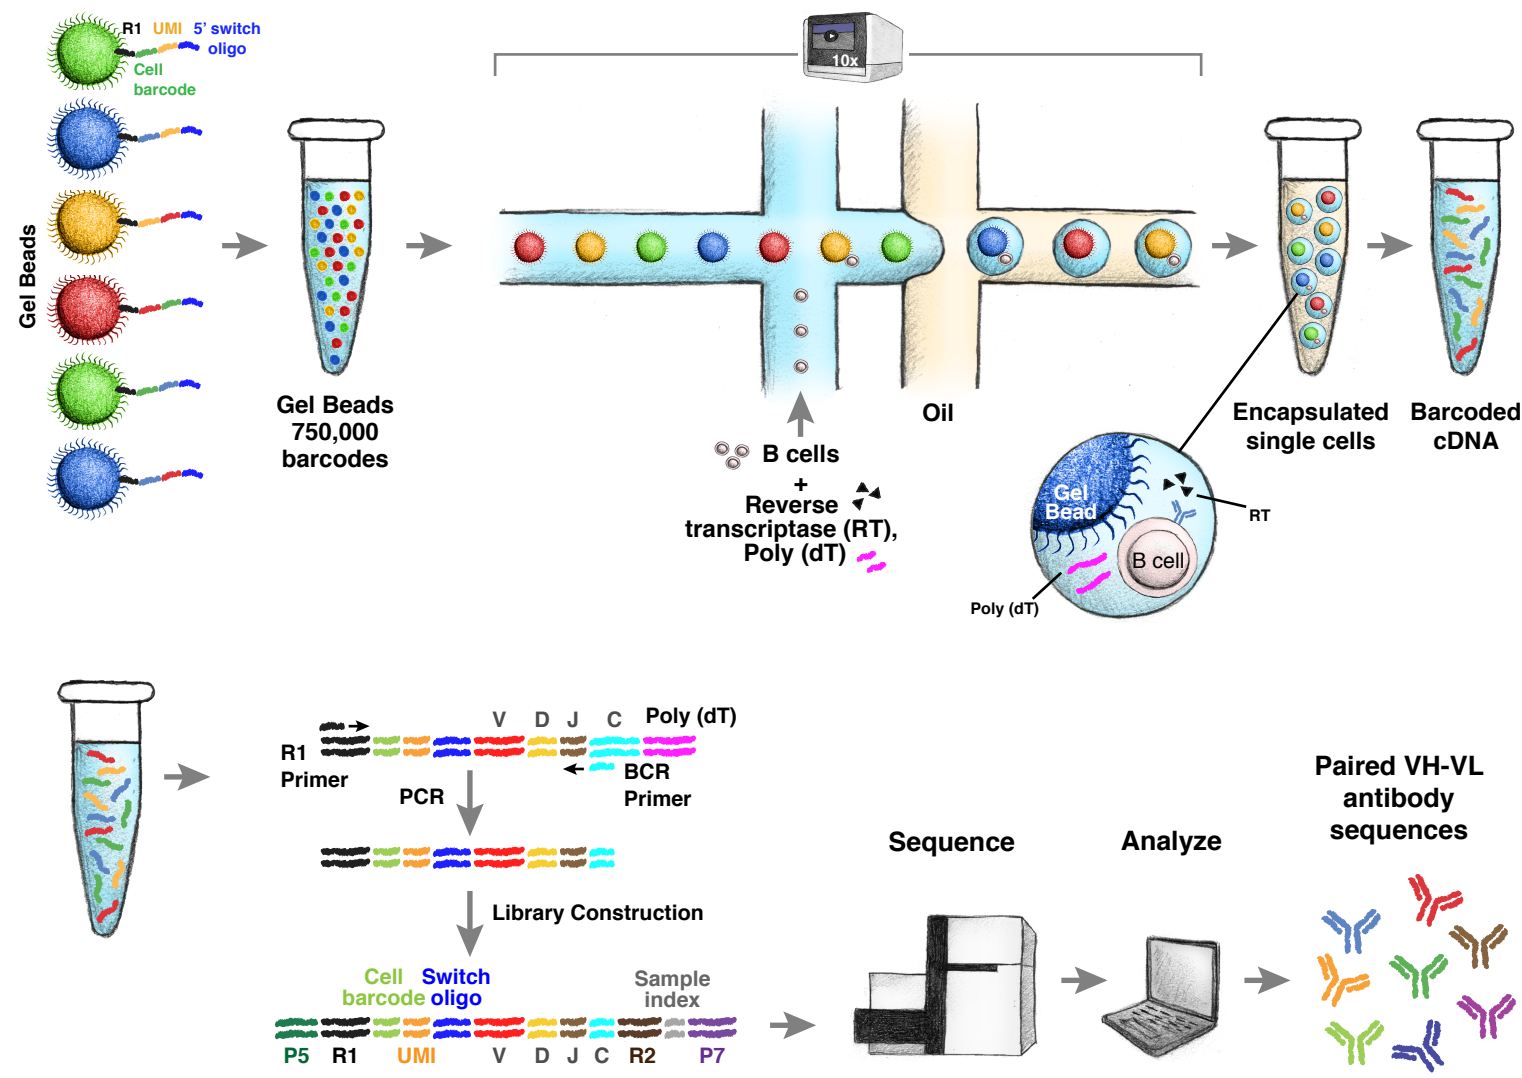 R1 UMI 5’ switch
oligo
Cell
barcode
Gel Beads
10x
Gel Beads
750,000
barcodes
Oil
B cells
+
Reverse
transcriptase (RT),
Poly (dT)
Encapsulated
single cells
Barcoded
cDNA
Gel
Bead
RT
B cell
Poly (dT)
V D J C Poly (dT)
R1
Primer
BCR
Primer
PCR
Library Construction
Cell
barcode
Switch
oligo
Sample
index
P5 R1 UMI V D J C R2 P7
Sequence
Analyze
Paired VH-VL
antibody
sequences